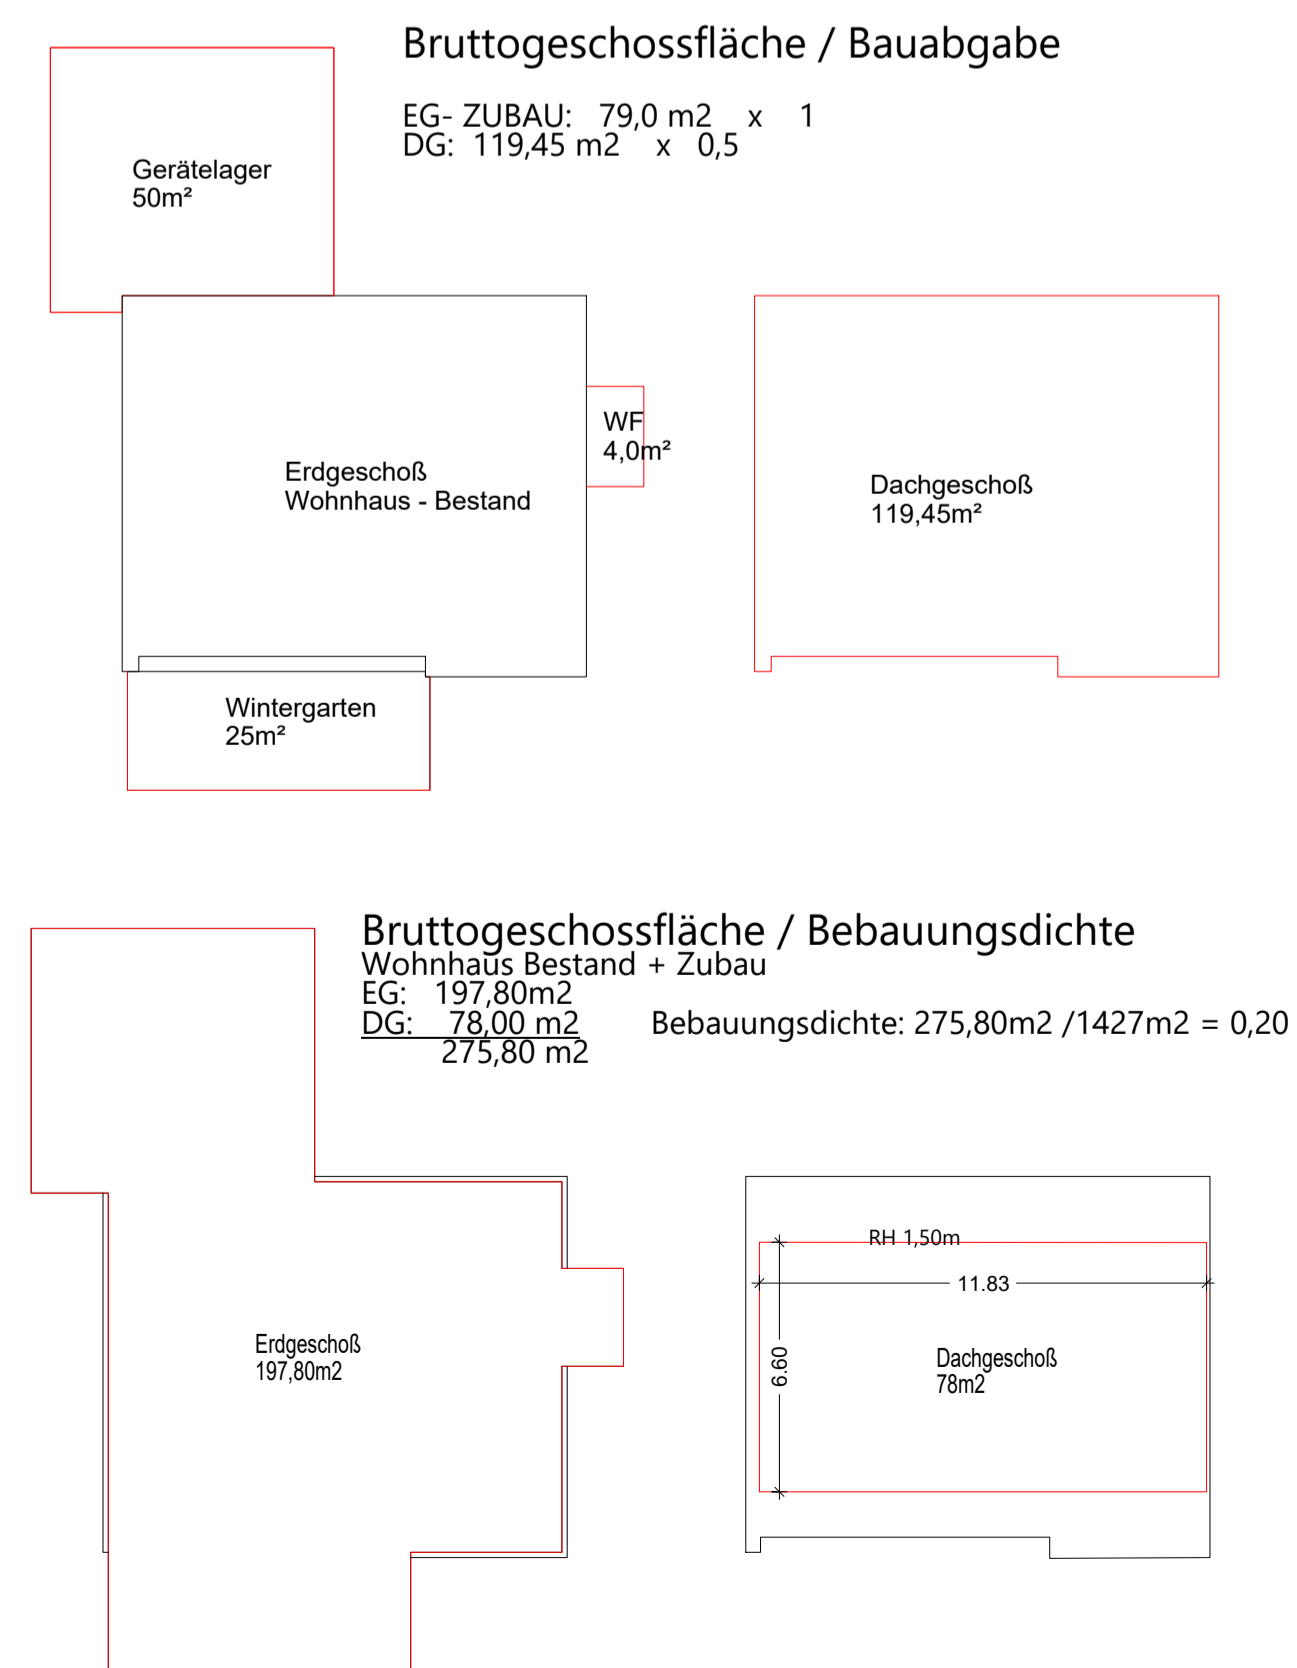 Bruttogeschossfläche / Bauabgabe
EG- ZUBAU: 79,0 m2 x 1
DG: 119,45 m2 x 0,5
Gerätelager
50m²
WF
4,0m²
Erdgeschoß
Wohnhaus - Bestand
Dachgeschoß
119,45m²
Wintergarten
25m²
Bruttogeschossfläche / Bebauungsdichte
Wohnhaus Bestand + Zubau
EG: 197,80m2
DG: 78,00 m2 Bebauungsdichte: 275,80m2 /1427m2 = 0,20
275,80 m2
RH 1,50m
11.83
6.60
Erdgeschoß
197,80m2
Dachgeschoß
78m2